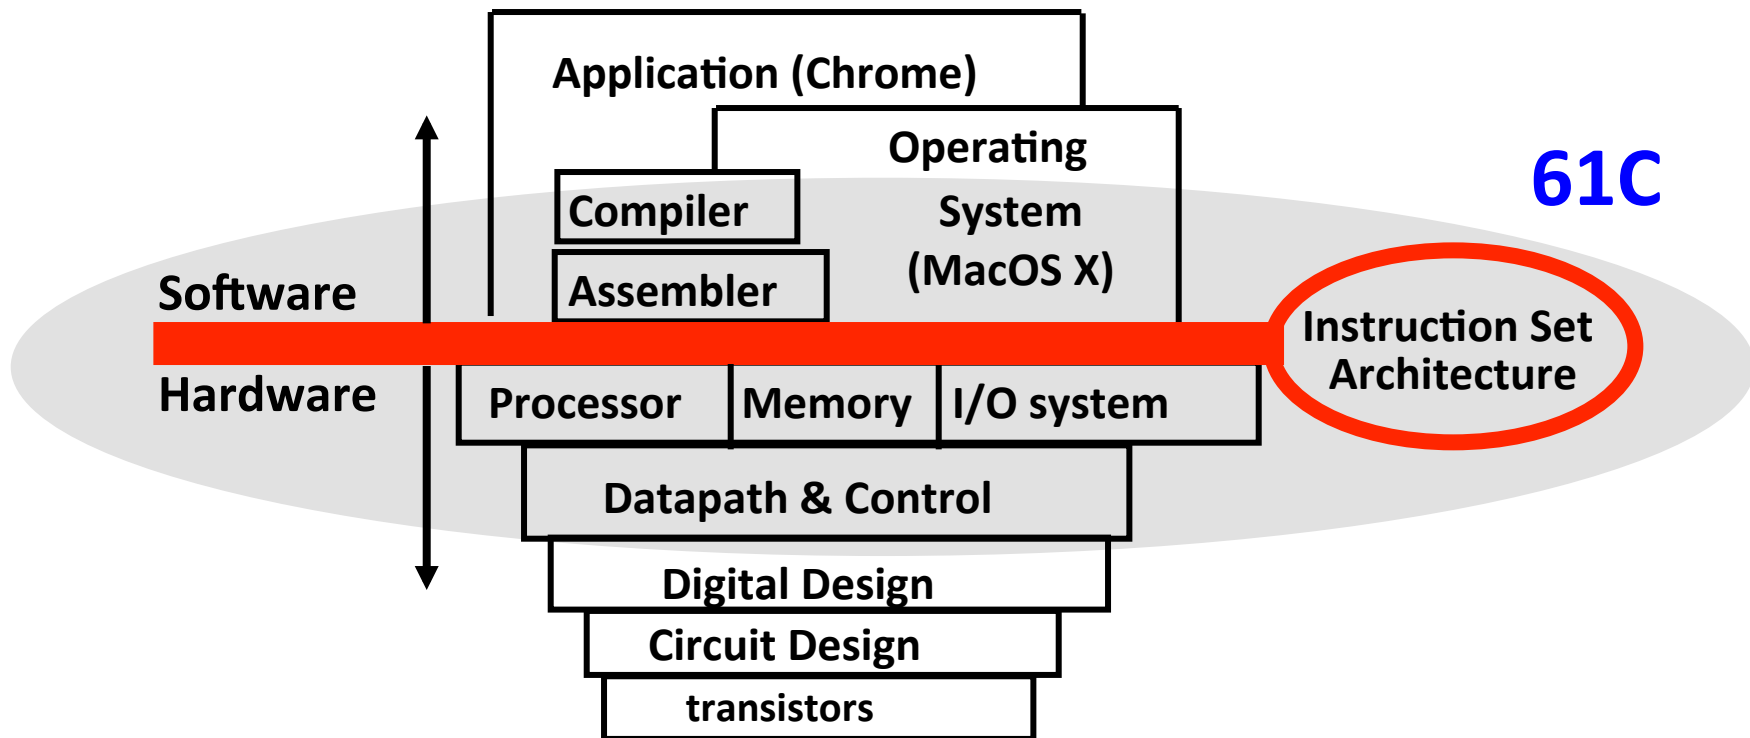 Application (Chrome)
Operating
61C
Compiler
System
(MacOS X)
Assembler
Software
Instruction Set
Architecture
Hardware
Processor
Memory
I/O system
Datapath & Control
Digital Design
Circuit Design
transistors